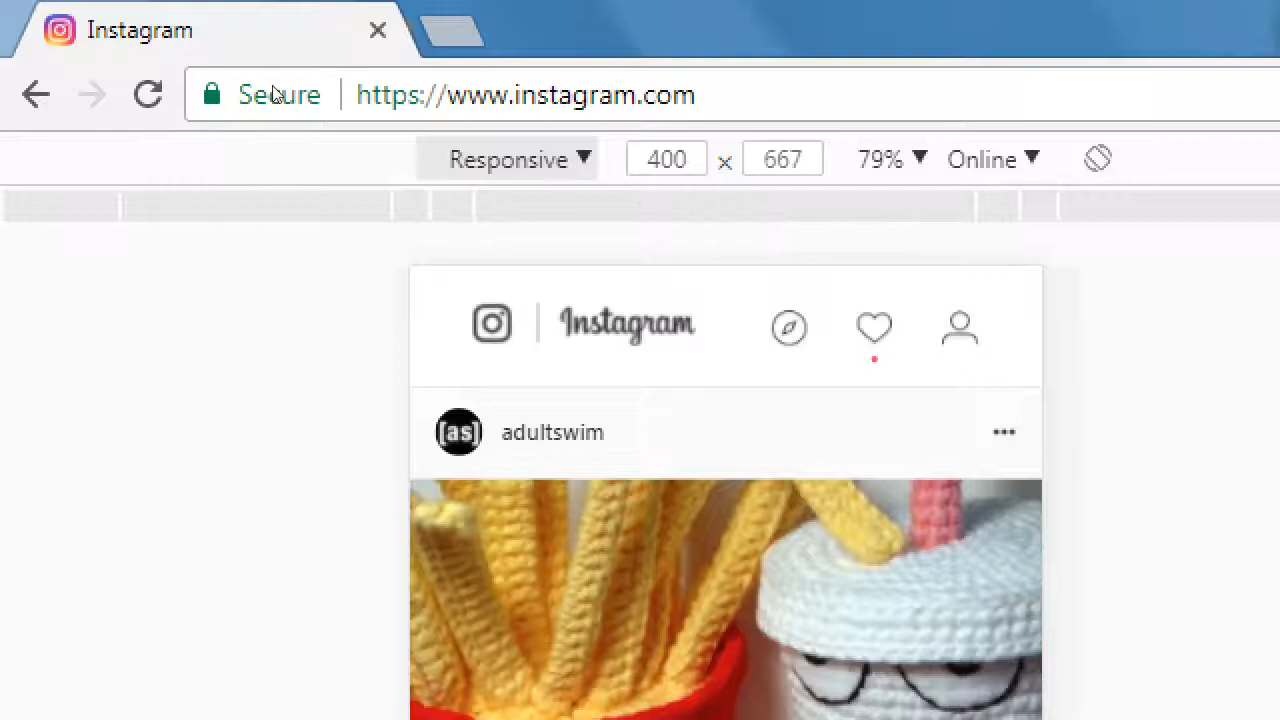 Instagram
Secure https://www.instagram.com
Responsive 400 x 667 79% Online
Instagram
[as] adultswim